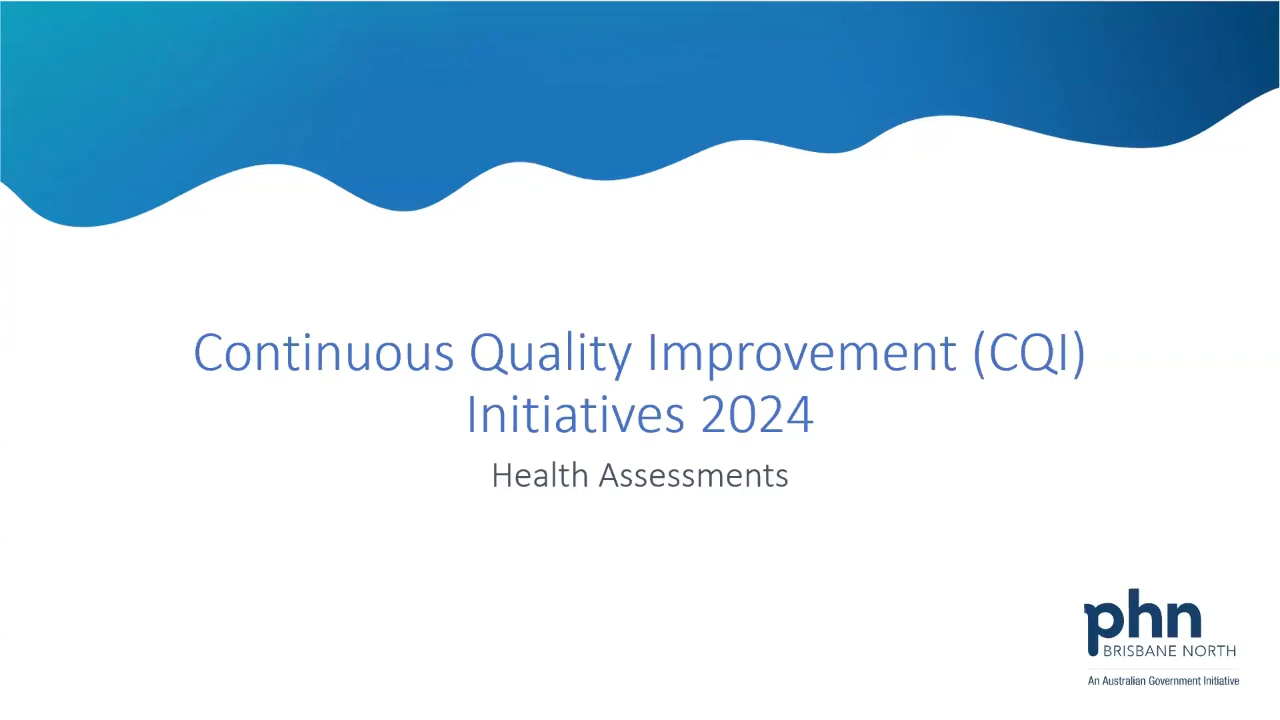 Continuous Quality Improvement (CQI)
Initiatives 2024
Health Assessments
phn
BRISBANE NORTH
An Australian Government Initiative